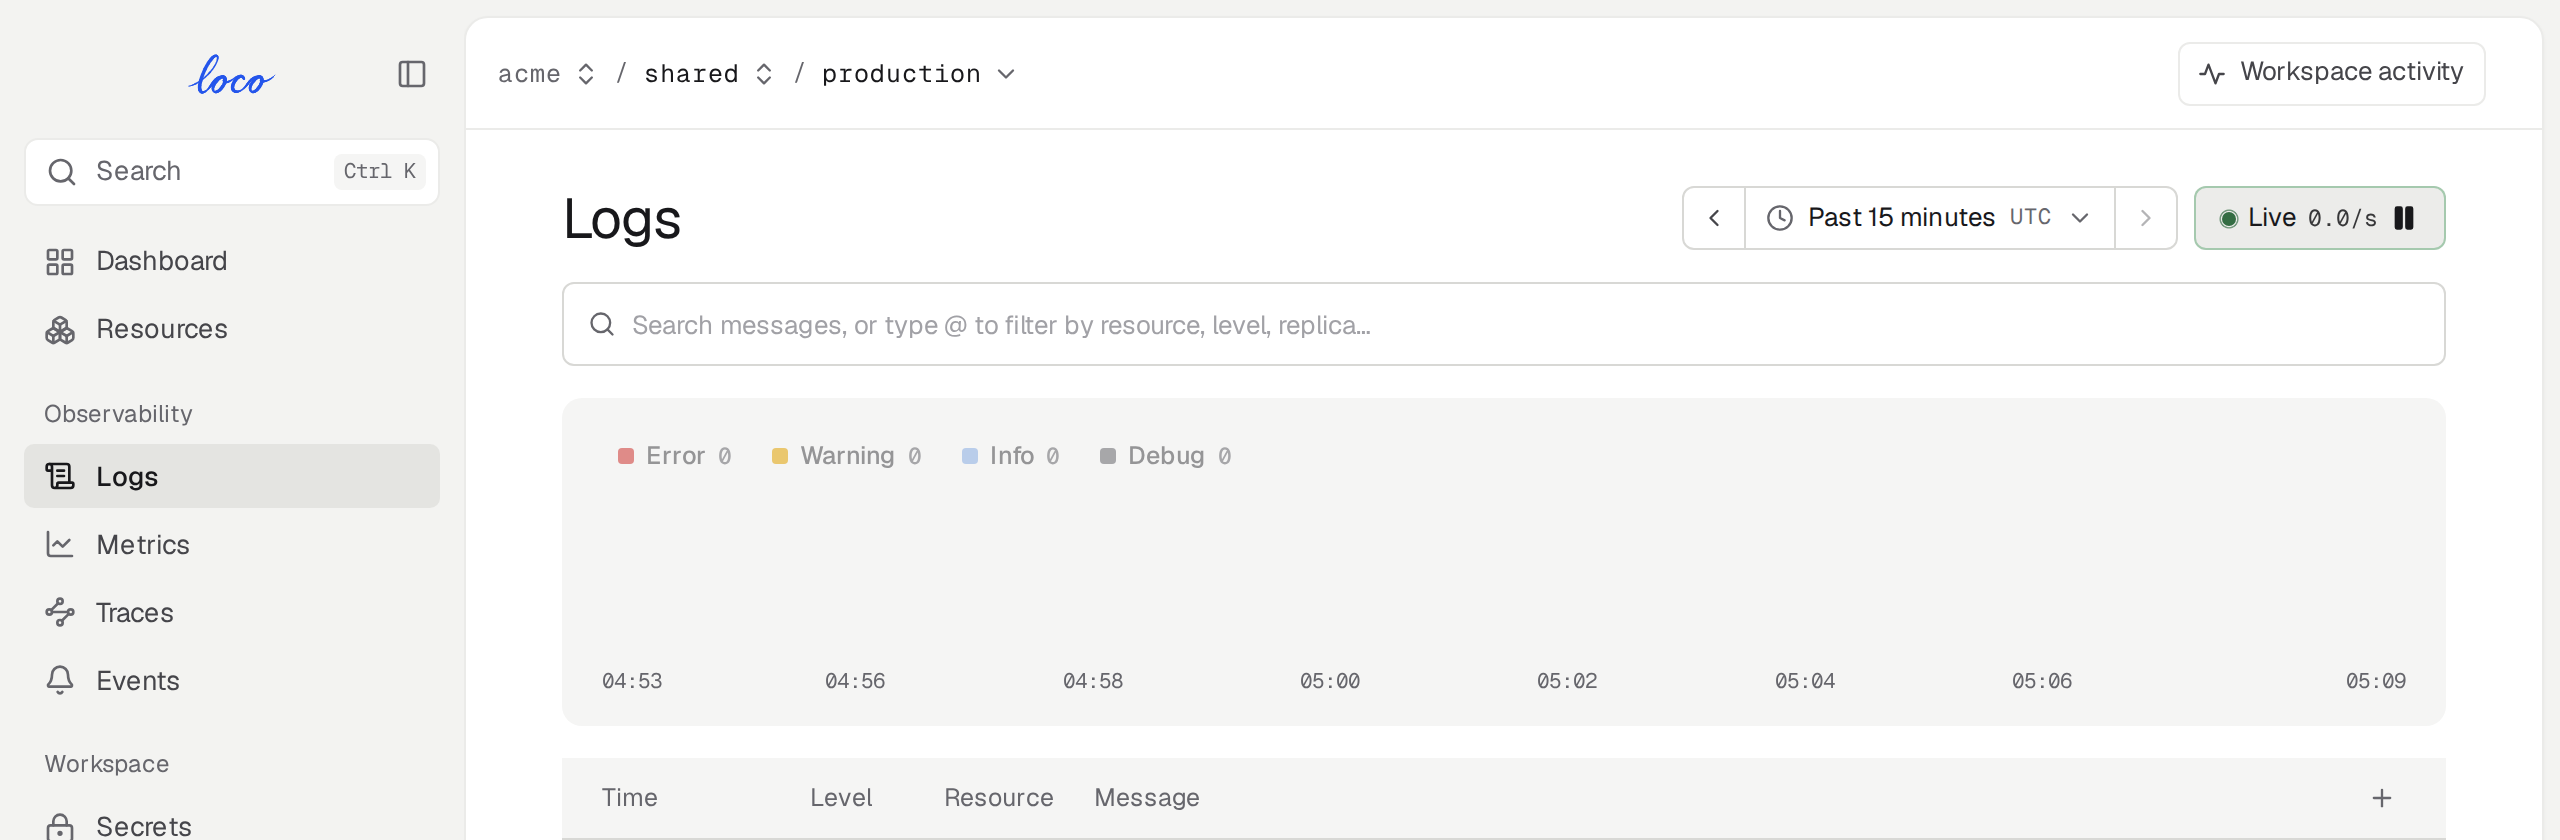 loco
Search Ctrl K
Dashboard
Resources
Observability
Logs
Metrics
Traces
Events
Workspace
Secrets
acme / shared / production
Workspace activity
Logs
Past 15 minutes UTC
Live 0.0/s
Search messages, or type @ to filter by resource, level, replica...
Error 0 Warning 0 Info 0 Debug 0
04:53 04:56 04:58 05:00 05:02 05:04 05:06 05:09
Time Level Resource Message